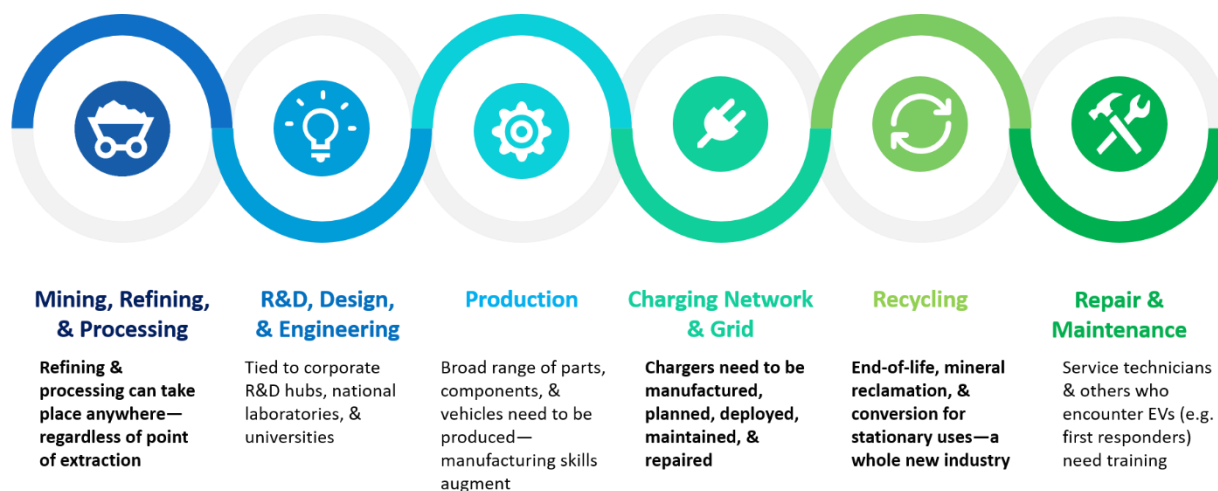 Mining, Refining,
& Processing
Refining &
processing can take
place anywhere—
regardless of point
of extraction
R&D, Design,
& Engineering
Tied to corporate
R&D hubs, national
laboratories, &
universities
Production
Broad range of parts,
components, &
vehicles need to be
produced—
manufacturing skills
augment
Charging Network
& Grid
Chargers need to be
manufactured,
planned, deployed,
maintained, &
repaired
Recycling
End-of-life, mineral
reclamation, &
conversion for
stationary uses—a
whole new industry
Repair &
Maintenance
Service technicians
& others who
encounter EVs (e.g.
first responders)
need training